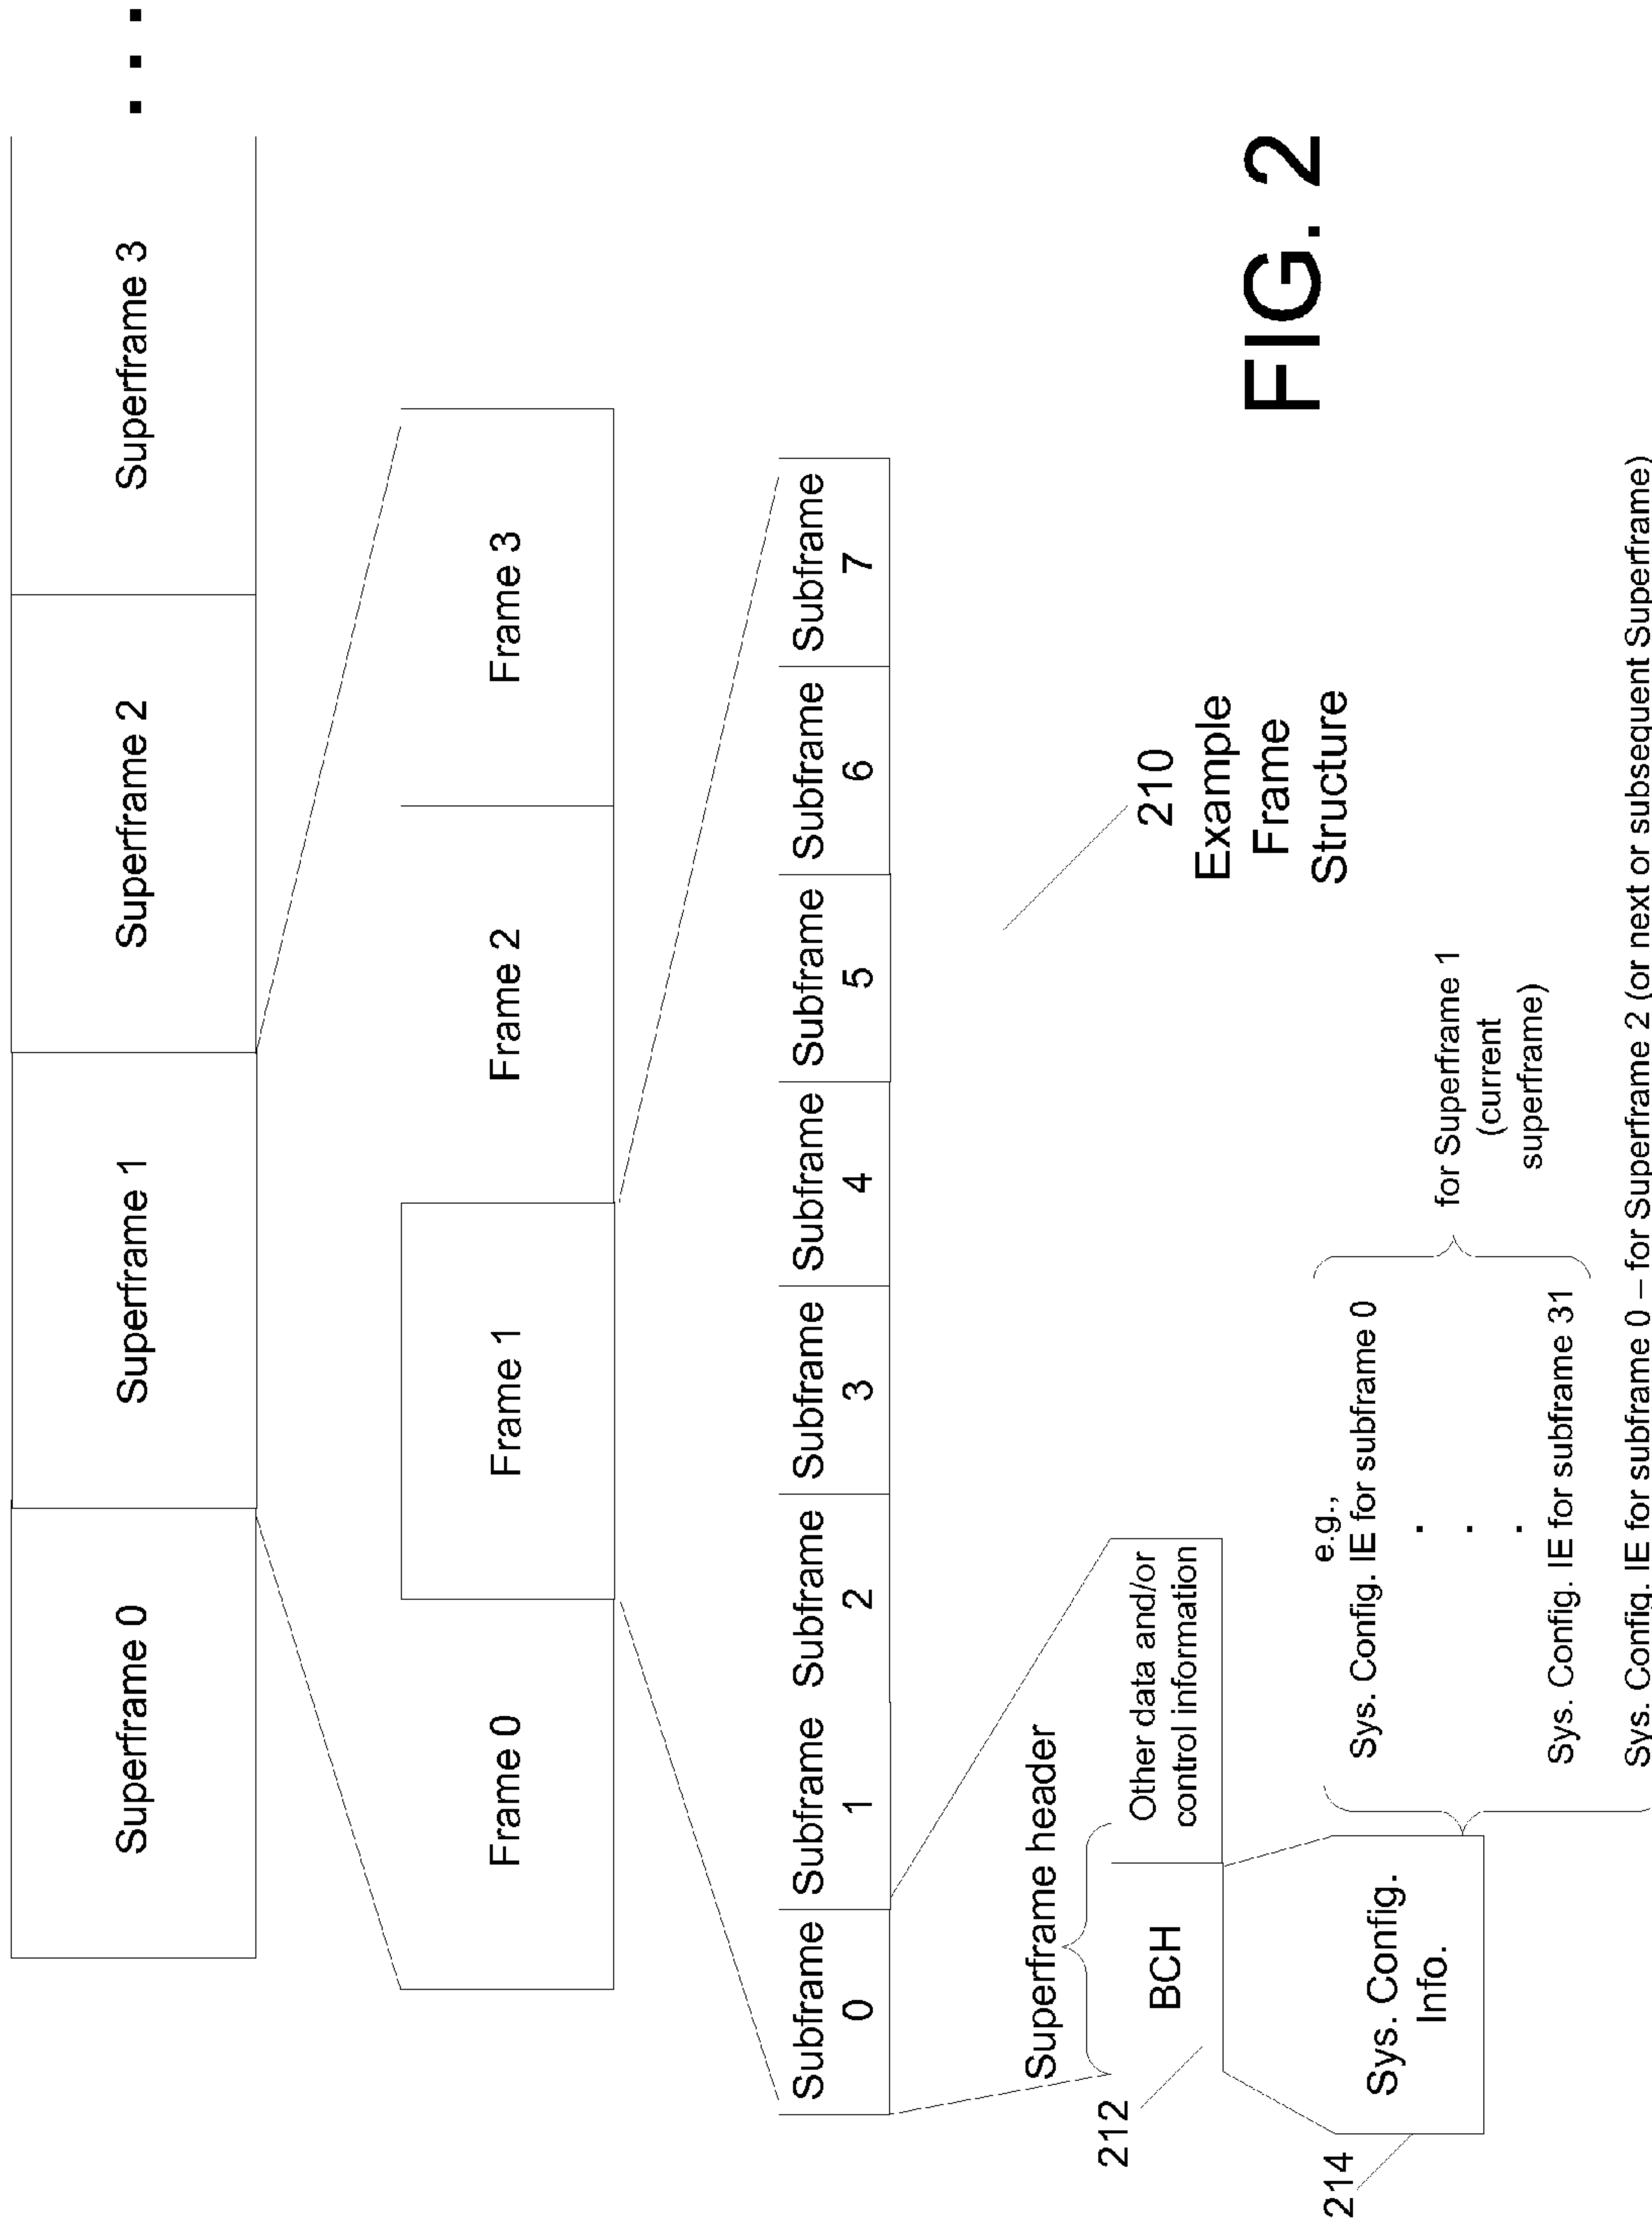 Superframe 0
Superframe 1
Superframe 2
Superframe 3
. . .
Frame 0
Frame 1
Frame 2
Frame 3
Subframe
0
Subframe
1
Subframe
2
Subframe
3
Subframe
4
Subframe
5
Subframe
6
Subframe
7
Superframe header
212
BCH
Other data and/or
control information
210
Example
Frame
Structure
214
Sys. Config.
Info.
e.g.,
Sys. Config. IE for subframe 0
.
.
.
Sys. Config. IE for subframe 31
for Superframe 1
(current
superframe)
Sys. Config. IE for subframe 0 – for Superframe 2 (or next or subsequent Superframe)
FIG. 2